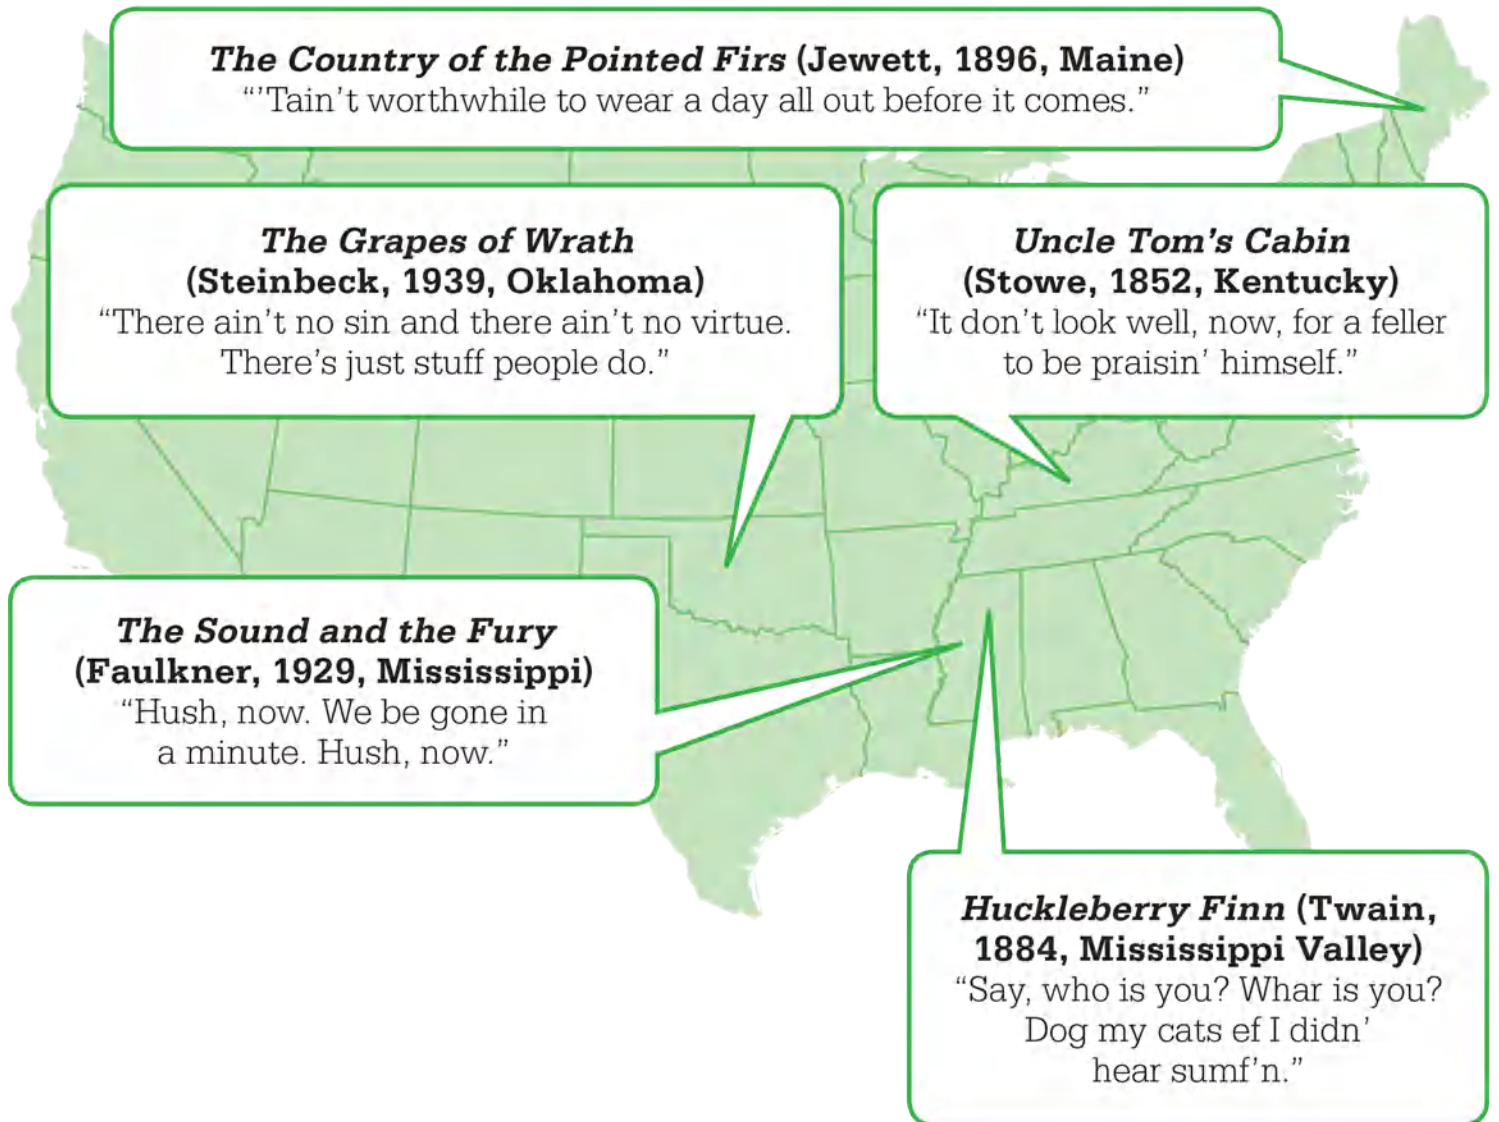 The Country of the Pointed Firs (Jewett, 1896, Maine)
“’Tain’t worthwhile to wear a day all out before it comes.”
The Grapes of Wrath
(Steinbeck, 1939, Oklahoma)
“There ain’t no sin and there ain’t no virtue.
There’s just stuff people do.”
Uncle Tom’s Cabin
(Stowe, 1852, Kentucky)
“It don’t look well, now, for a feller
to be praisin’ himself.”
The Sound and the Fury
(Faulkner, 1929, Mississippi)
“Hush, now. We be gone in
a minute. Hush, now.”
Huckleberry Finn (Twain,
1884, Mississippi Valley)
“Say, who is you? Whar is you?
Dog my cats ef I didn’
hear sumf’n.”